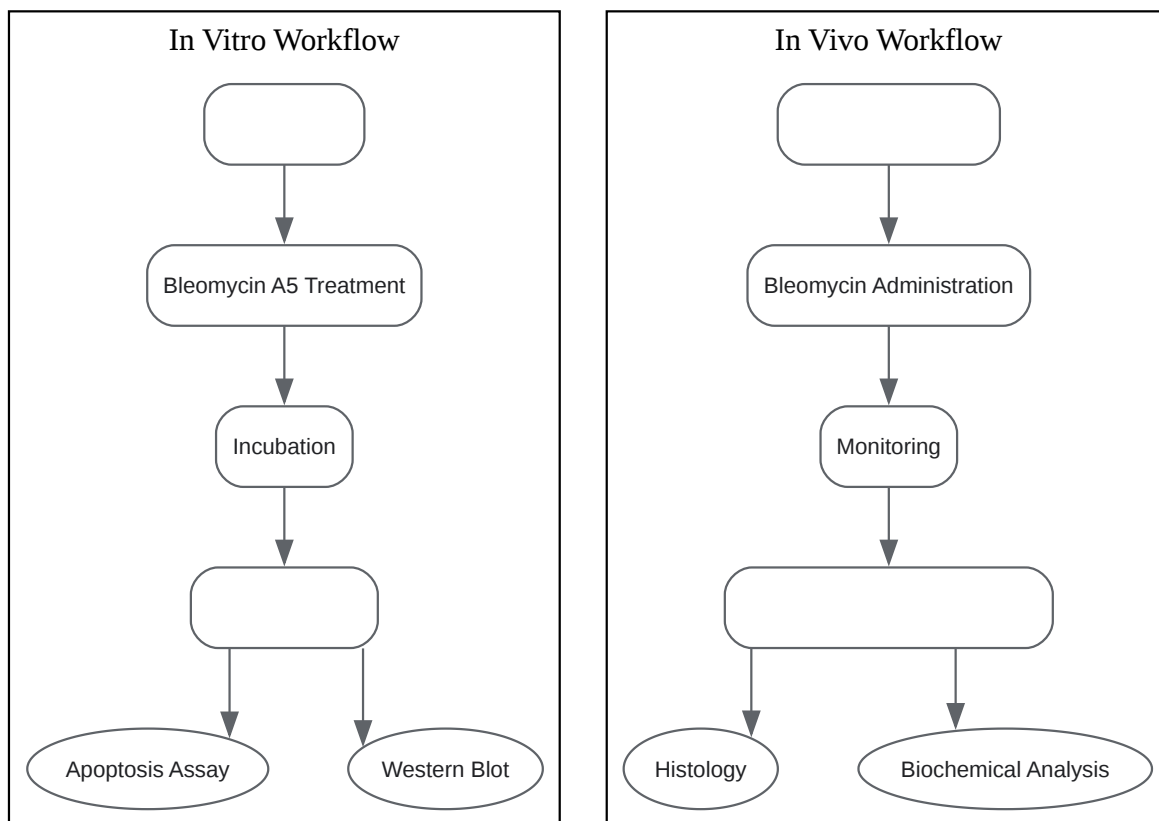 In Vitro Workflow
Bleomycin A5 Treatment
Incubation
Apoptosis Assay
Western Blot
In Vivo Workflow
Bleomycin Administration
Monitoring
Histology
Biochemical Analysis